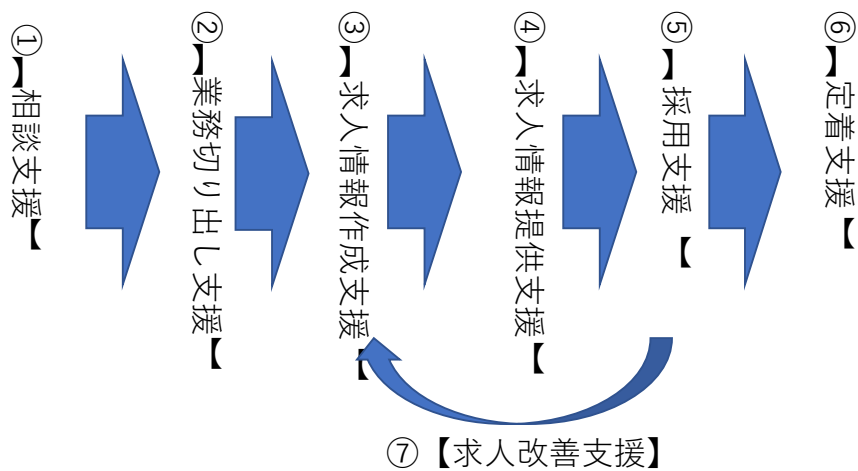 ①【相談支援】
②【業務切り出し支援】
③【求人情報作成支援】
④【求人情報提供支援】
⑤【採用支援 】
⑥【定着支援 】
⑦【求人改善支援】